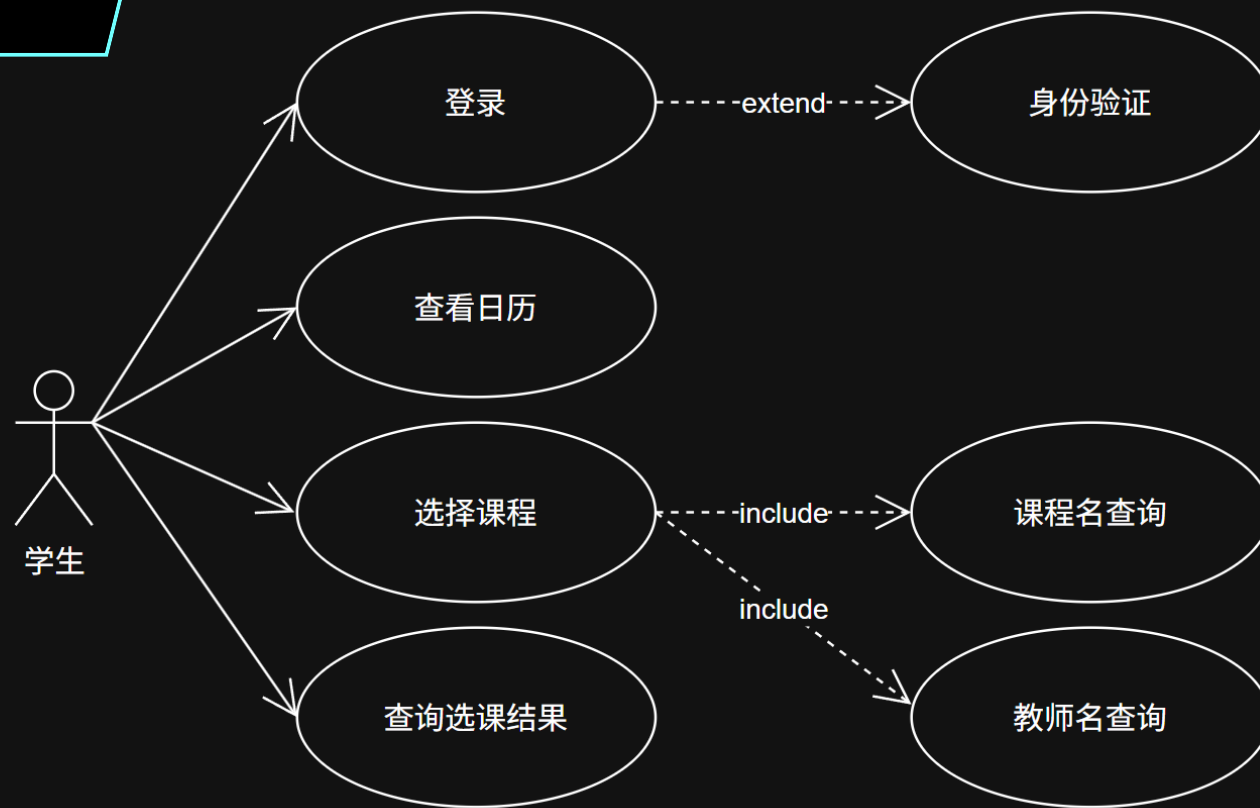 登录
extend
身份验证
查看日历
选择课程
include
课程名查询
学生
include
查询选课结果
教师名查询